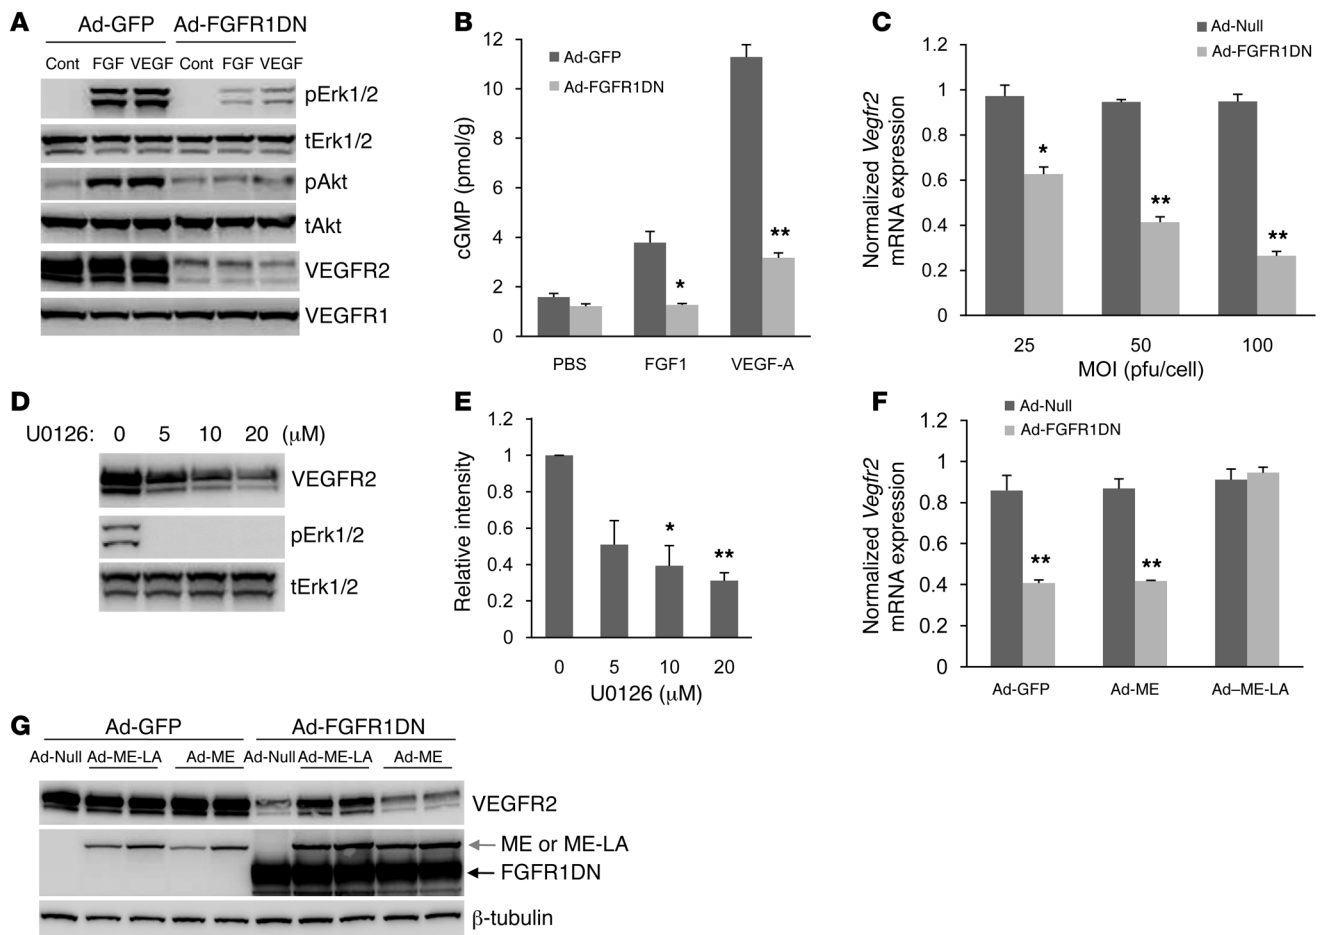 A
Ad-GFP Ad-FGFR1DN
Cont FGF VEGF Cont FGF VEGF
pErk1/2
tErk1/2
pAkt
tAkt
VEGFR2
VEGFR1
B
cGMP (pmol/g)
12
10
8
6
4
2
0
Ad-GFP
Ad-FGFR1DN
*
**
PBS FGF1 VEGF-A
C
Ad-Null
Ad-FGFR1DN
Normalized Vegfr2
mRNA expression
1.2
1
0.8
0.6
0.4
0.2
0
*
**
**
25 50 100
MOI (pfu/cell)
D
U0126: 0 5 10 20 (μM)
VEGFR2
pErk1/2
tErk1/2
E
Relative intensity
1.2
1
0.8
0.6
0.4
0.2
0
*
**
0 5 10 20
U0126 (μM)
F
Ad-Null
Ad-FGFR1DN
Normalized Vegfr2
mRNA expression
1.2
1
0.8
0.6
0.4
0.2
0
**
**
Ad-GFP Ad-ME Ad–ME-LA
G
Ad-GFP Ad-FGFR1DN
Ad-Null Ad-ME-LA Ad-ME Ad-Null Ad-ME-LA Ad-ME
VEGFR2
ME or ME-LA
FGFR1DN
β-tubulin